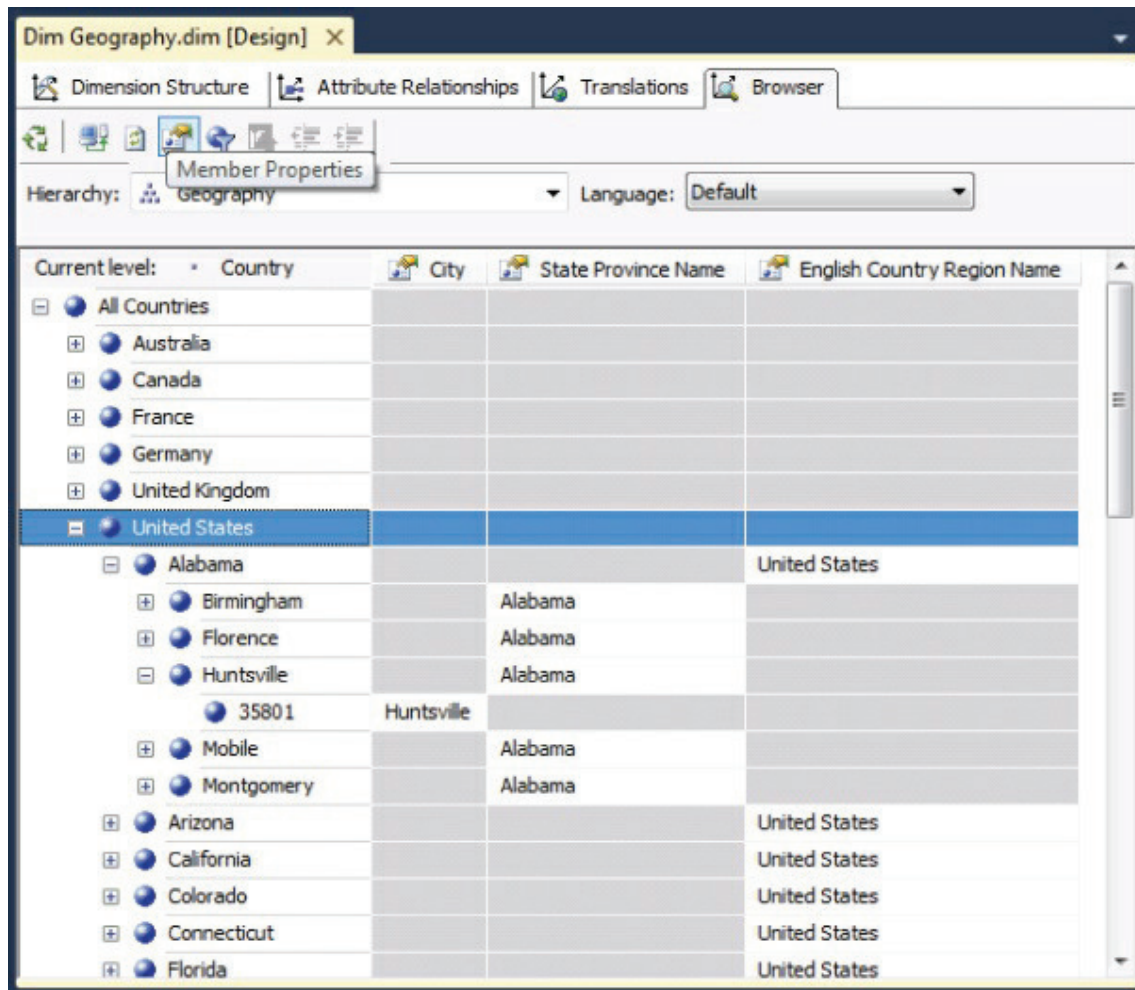 Dim Geography.dim [Design]
Dimension Structure Attribute Relationships Translations Browser
Member Properties
Hierarchy: Geography Language: Default
Current level: Country City State Province Name English Country Region Name
All Countries
Australia
Canada
France
Germany
United Kingdom
United States
Alabama United States
Birmingham Alabama
Florence Alabama
Huntsville Alabama
35801 Huntsville
Mobile Alabama
Montgomery Alabama
Arizona United States
California United States
Colorado United States
Connecticut United States
Florida United States